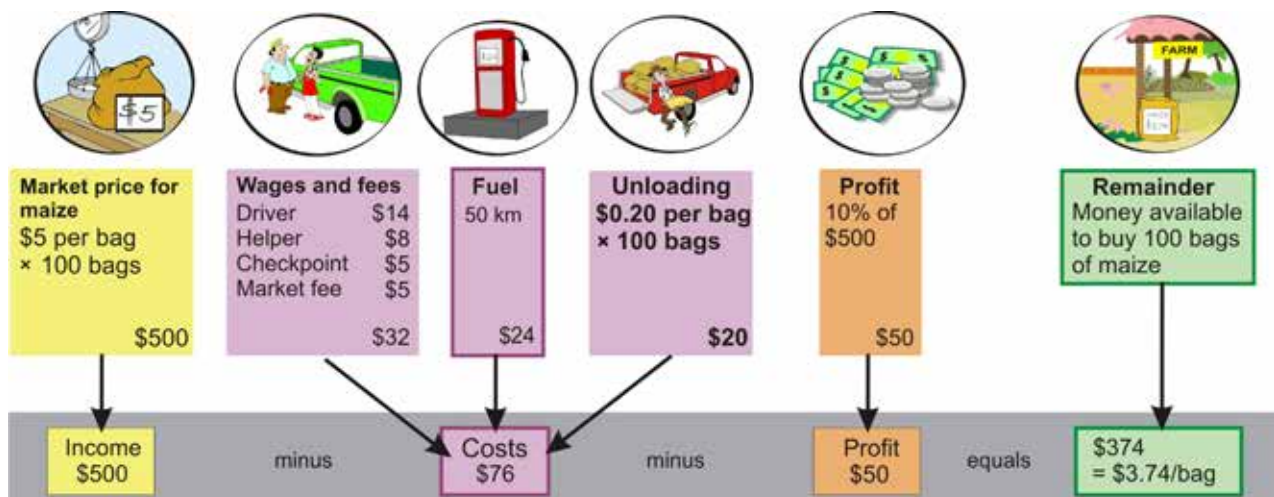 $5
FARM
Market price for
maize
$5 per bag
× 100 bags
$500
Wages and fees
Driver $14
Helper $8
Checkpoint $5
Market fee $5
$32
Fuel
50 km
$24
Unloading
$0.20 per bag
× 100 bags
$20
Profit
10% of
$500
$50
Remainder
Money available
to buy 100 bags
of maize
Income
$500
minus
Costs
$76
minus
Profit
$50
equals
$374
= $3.74/bag